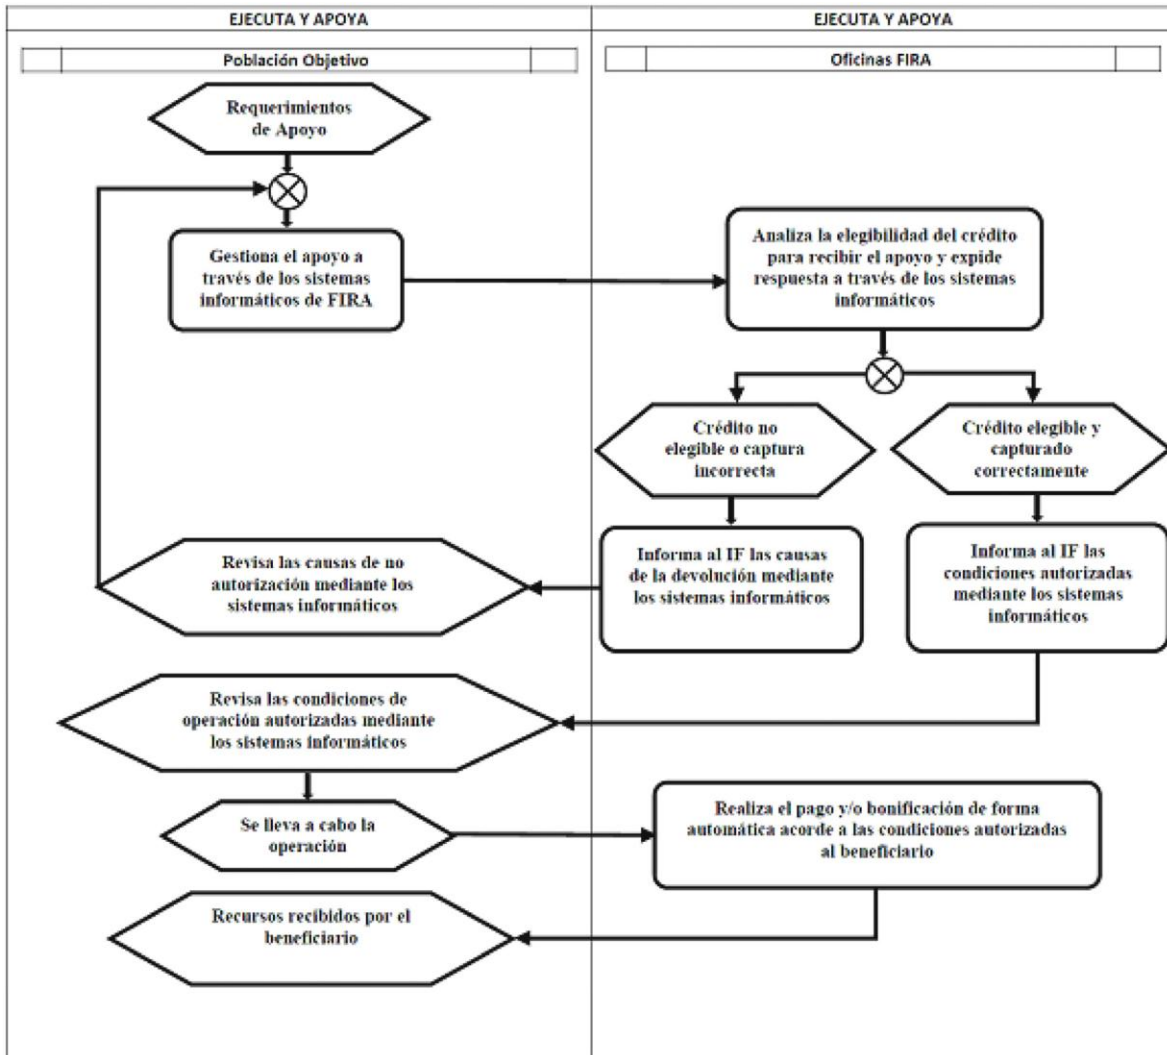 EJECUTA Y APOYA
EJECUTA Y APOYA
Población Objetivo
Oficinas FIRA
Requerimientos
de Apoyo
Gestiona el apoyo a
través de los sistemas
informáticos de FIRA
Analiza la elegibilidad del crédito
para recibir el apoyo y expide
respuesta a través de los sistemas
informáticos
Crédito no
elegible o captura
incorrecta
Crédito elegible y
capturado
correctamente
Informa al IF las causas
de la devolución mediante
los sistemas informáticos
Informa al IF las
condiciones autorizadas
mediante los sistemas
informáticos
Revisa las causas de no
autorización mediante los
sistemas informáticos
Revisa las condiciones de
operación autorizadas mediante
los sistemas informáticos
Se lleva a cabo la
operación
Realiza el pago y/o bonificación de forma
automática acorde a las condiciones autorizadas
al beneficiario
Recursos recibidos por el
beneficiario